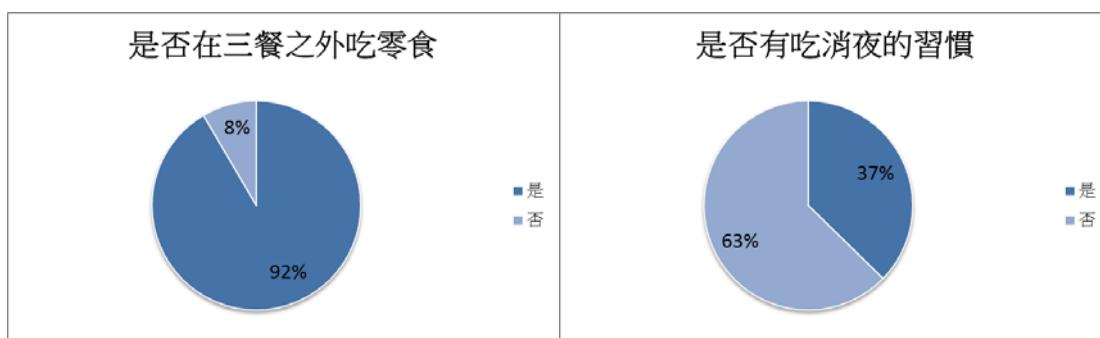 是否在三餐之外吃零食
8%
92%
是
否
是否有吃消夜的習慣
37%
63%
是
否